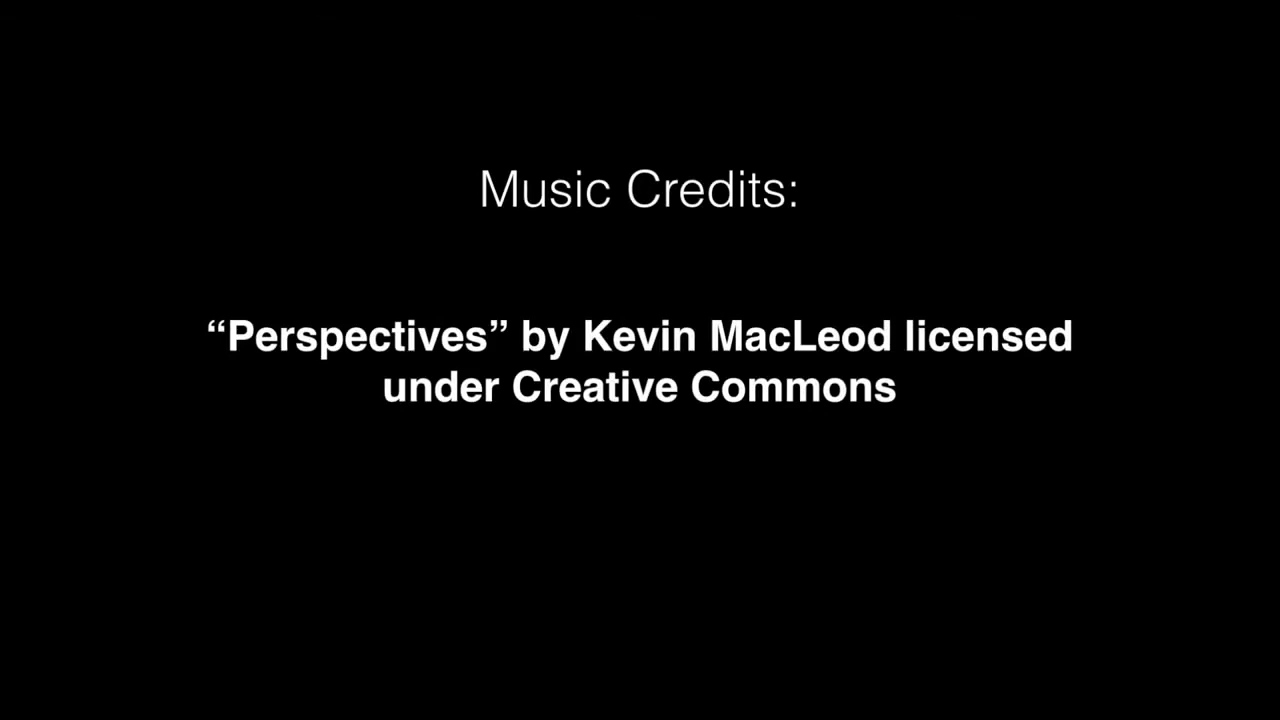 Music Credits:
“Perspectives” by Kevin MacLeod licensed
under Creative Commons